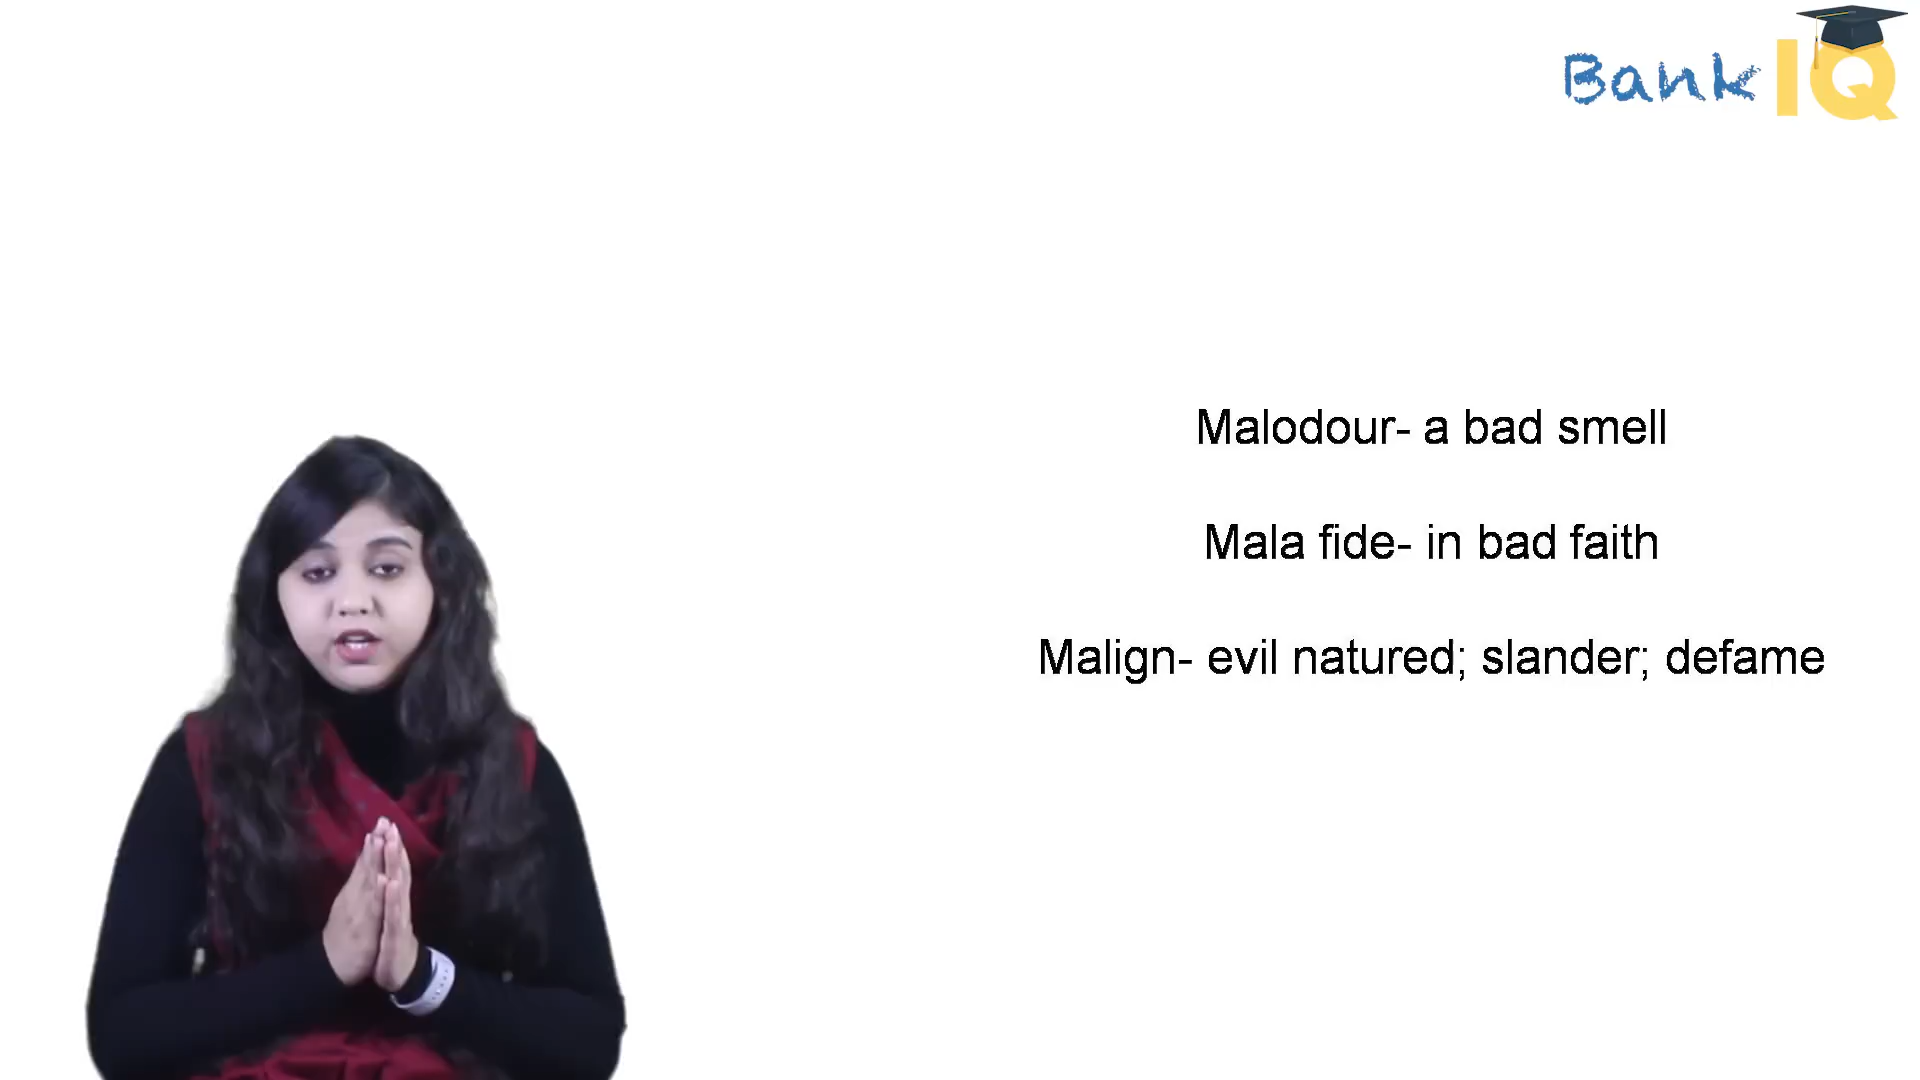 Bank IQ
Malodour- a bad smell
Mala fide- in bad faith
Malign- evil natured; slander; defame